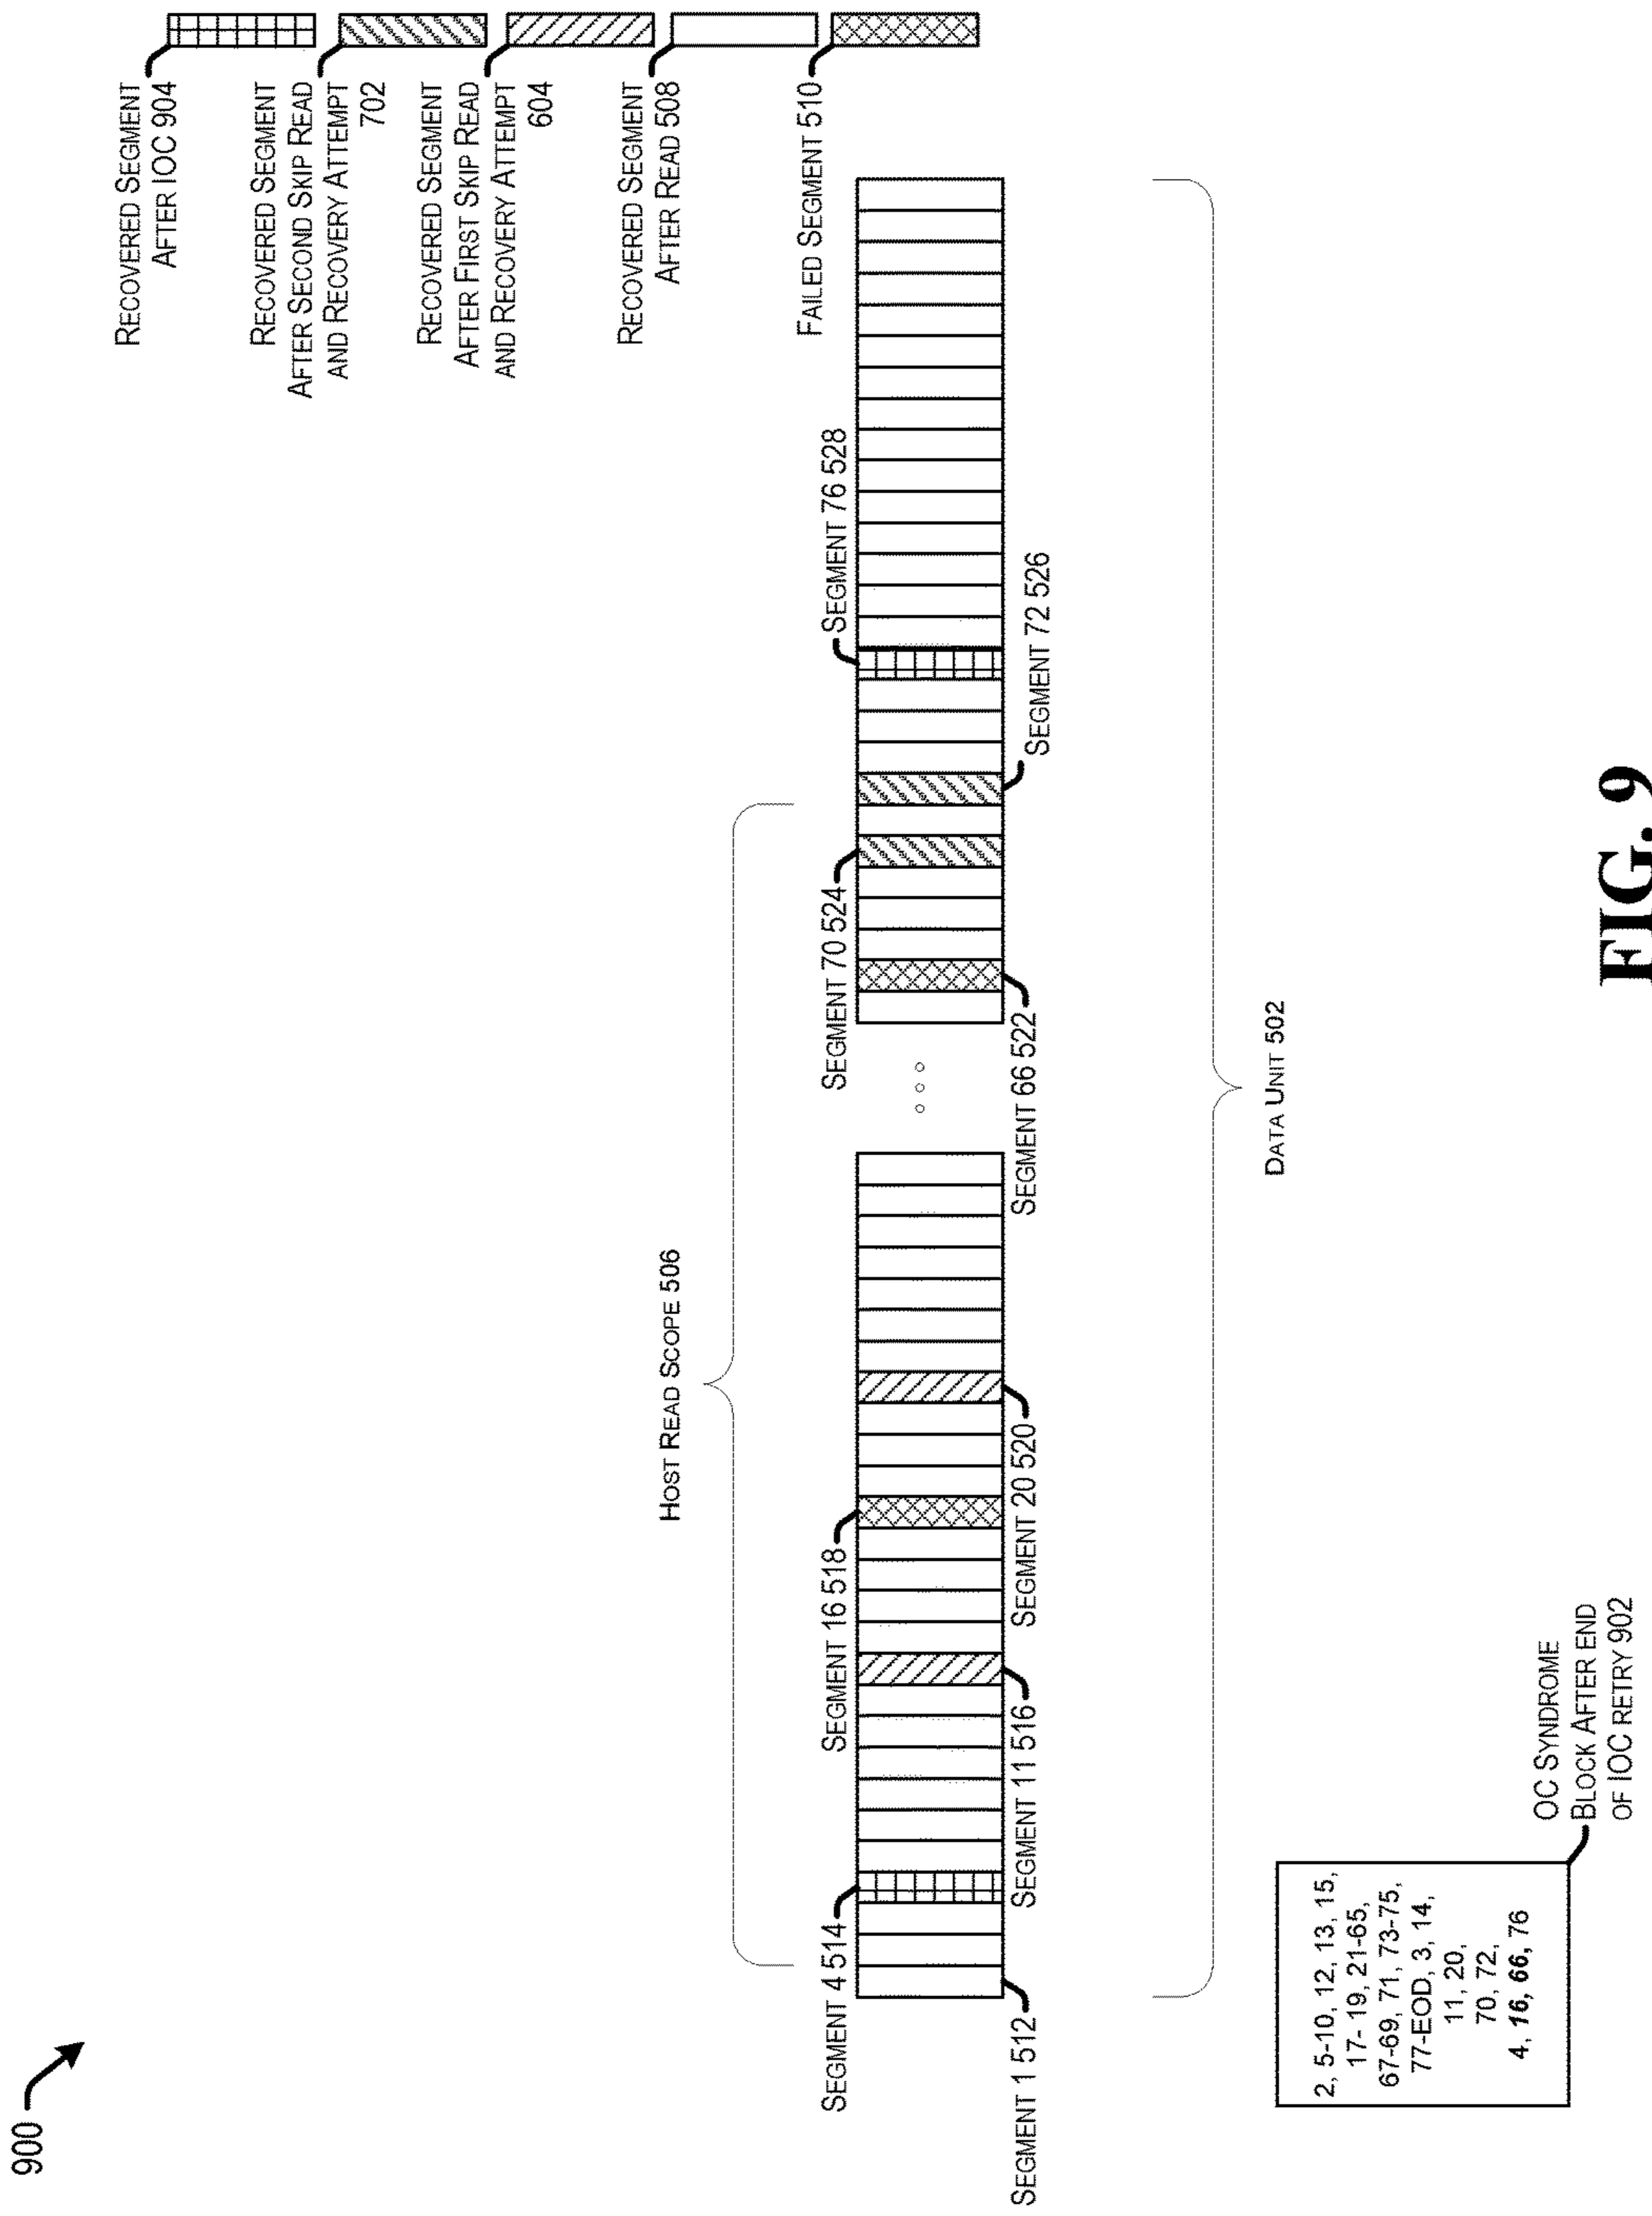 900
RECOVERED SEGMENT
AFTER IOC 904
RECOVERED SEGMENT
AFTER SECOND SKIP READ
AND RECOVERY ATTEMPT
702
RECOVERED SEGMENT
AFTER FIRST SKIP READ
AND RECOVERY ATTEMPT
604
RECOVERED SEGMENT
AFTER READ 508
FAILED SEGMENT 510
HOST READ SCOPE 506
SEGMENT 4 514
SEGMENT 16 518
SEGMENT 70 524
SEGMENT 76 528
SEGMENT 1 512
SEGMENT 11 516
SEGMENT 20 520
SEGMENT 66 522
SEGMENT 72 526
DATA UNIT 502
2, 5-10, 12, 13, 15,
17- 19, 21-65,
67-69, 71, 73-75,
77-EOD, 3, 14,
11, 20,
70, 72,
4, 16, 66, 76
OC SYNDROME
BLOCK AFTER END
OF IOC RETRY 902
FIG. 9